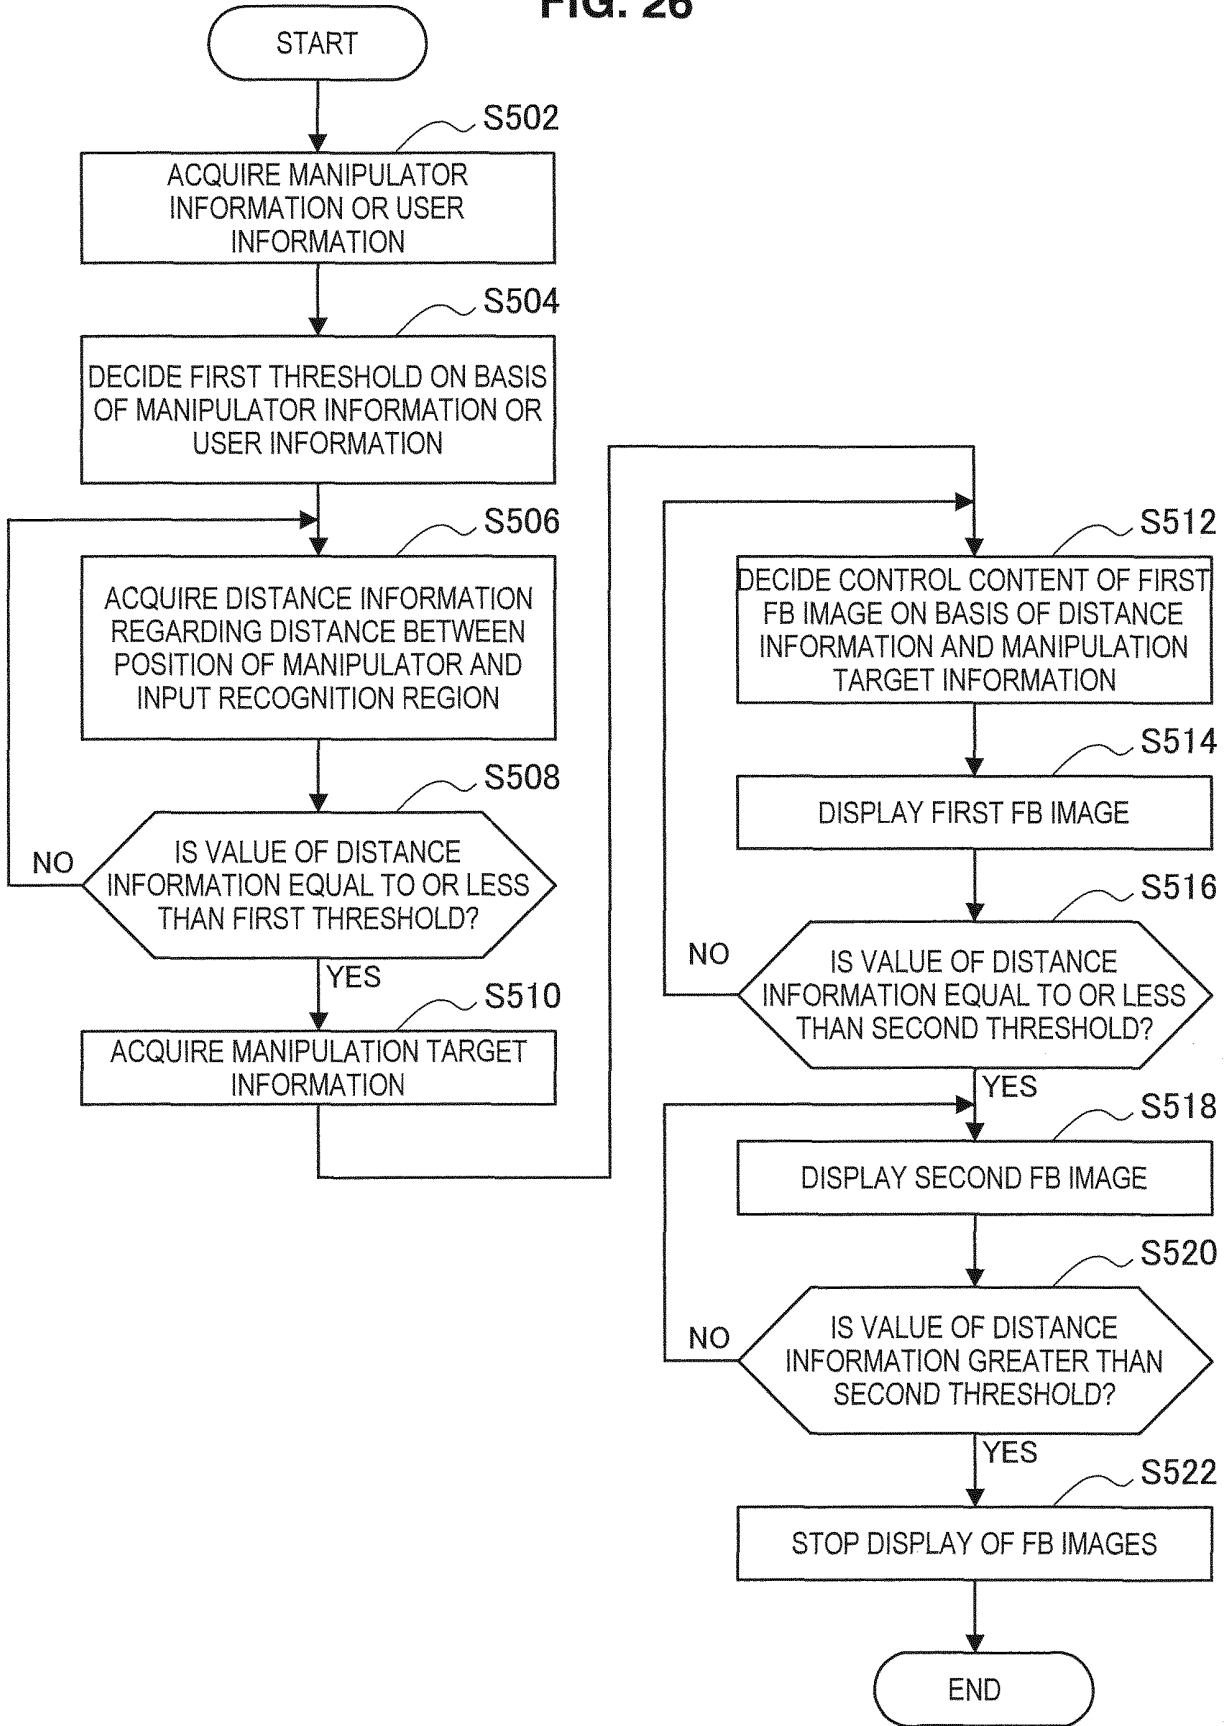 FIG. 26
START
S502
ACQUIRE MANIPULATOR
INFORMATION OR USER
INFORMATION
S504
DECIDE FIRST THRESHOLD ON BASIS
OF MANIPULATOR INFORMATION OR
USER INFORMATION
S506
ACQUIRE DISTANCE INFORMATION
REGARDING DISTANCE BETWEEN
POSITION OF MANIPULATOR AND
INPUT RECOGNITION REGION
S508
IS VALUE OF DISTANCE
INFORMATION EQUAL TO OR LESS
THAN FIRST THRESHOLD?
NO
YES
S510
ACQUIRE MANIPULATION TARGET
INFORMATION
S512
DECIDE CONTROL CONTENT OF FIRST
FB IMAGE ON BASIS OF DISTANCE
INFORMATION AND MANIPULATION
TARGET INFORMATION
S514
DISPLAY FIRST FB IMAGE
S516
IS VALUE OF DISTANCE
INFORMATION EQUAL TO OR LESS
THAN SECOND THRESHOLD?
NO
YES
S518
DISPLAY SECOND FB IMAGE
S520
IS VALUE OF DISTANCE
INFORMATION GREATER THAN
SECOND THRESHOLD?
NO
YES
S522
STOP DISPLAY OF FB IMAGES
END